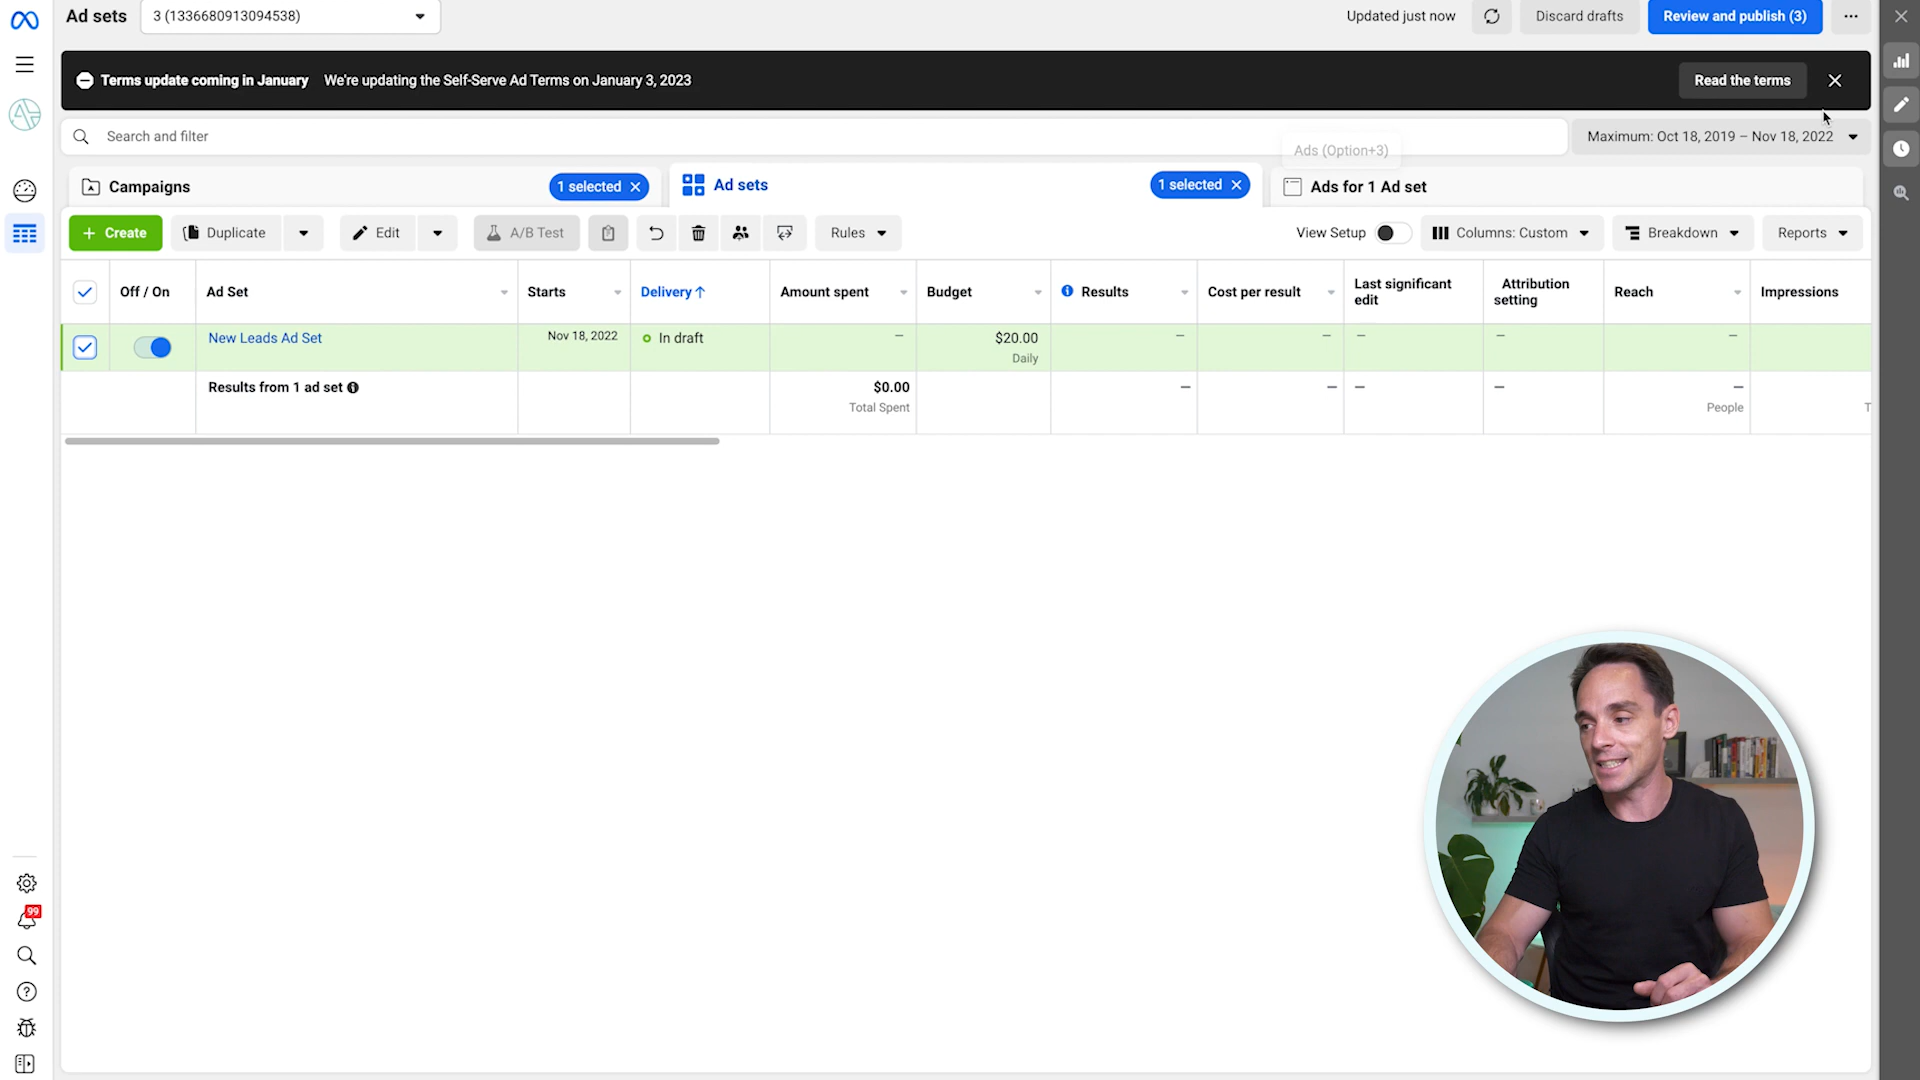 Ad sets
3 (1336680913094538)
Updated just now
Discard drafts
Review and publish (3)
Terms update coming in January
We're updating the Self-Serve Ad Terms on January 3, 2023
Read the terms
Search and filter
Maximum: Oct 18, 2019 – Nov 18, 2022
Ads (Option+3)
Campaigns
1 selected
Ad sets
1 selected
Ads for 1 Ad set
+ Create
Duplicate
Edit
A/B Test
Rules
View Setup
Columns: Custom
Breakdown
Reports
Off / On
Ad Set
Starts
Delivery ↑
Amount spent
Budget
Results
Cost per result
Last significant
edit
Attribution
setting
Reach
Impressions
New Leads Ad Set
Nov 18, 2022
In draft
–
$20.00
Daily
–
–
–
–
–
Results from 1 ad set
$0.00
Total Spent
–
–
–
–
–
People
T
99